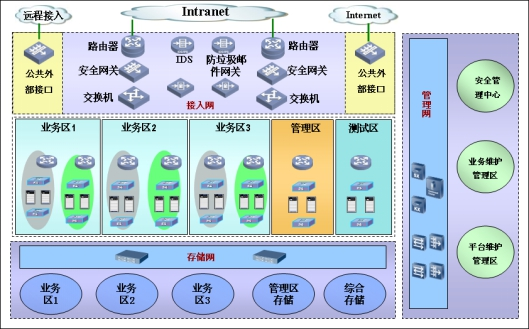 远程接入
Intranet
Internet
公共外
部接口
路由器
安全网关
交换机
IDS
防垃圾邮
件网关
接入网
路由器
安全网关
交换机
公共外
部接口
业务区1
业务区2
业务区3
管理区
测试区
存储网
业务
区1
业务
区2
业务
区3
管理区
存储
综合
存储
管
理
网
安全管
理中心
业务维护
管理区
平台维护
管理区